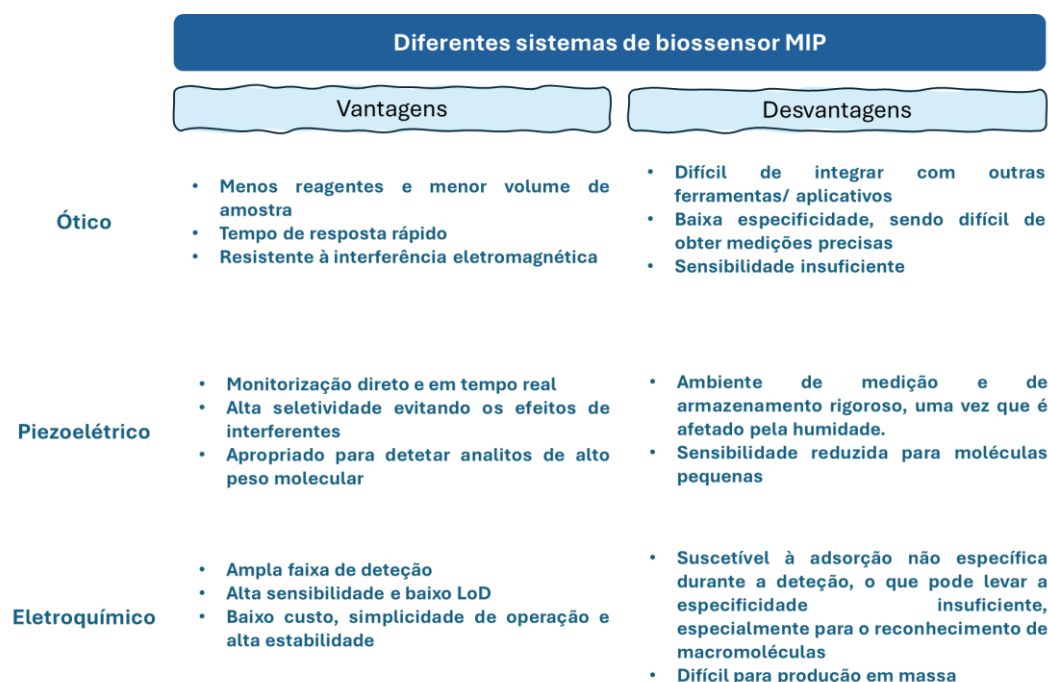 Diferentes sistemas de biossensor MIP
Vantagens
Desvantagens
Ótico
• Menos reagentes e menor volume de
amostra
• Tempo de resposta rápido
• Resistente à interferência eletromagnética
• Difícil de integrar com outras
ferramentas/ aplicativos
• Baixa especificidade, sendo difícil de
obter medições precisas
• Sensibilidade insuficiente
Piezoelétrico
• Monitorização direto e em tempo real
• Alta seletividade evitando os efeitos de
interferentes
• Apropriado para detetar analitos de alto
peso molecular
• Ambiente de medição e de
armazenamento rigoroso, uma vez que é
afetado pela humidade.
• Sensibilidade reduzida para moléculas
pequenas
Eletroquímico
• Ampla faixa de deteção
• Alta sensibilidade e baixo LoD
• Baixo custo, simplicidade de operação e
alta estabilidade
• Suscetível à adsorção não específica
durante a deteção, o que pode levar a
especificidade insuficiente,
especialmente para o reconhecimento de
macromoléculas
• Difícil para produção em massa